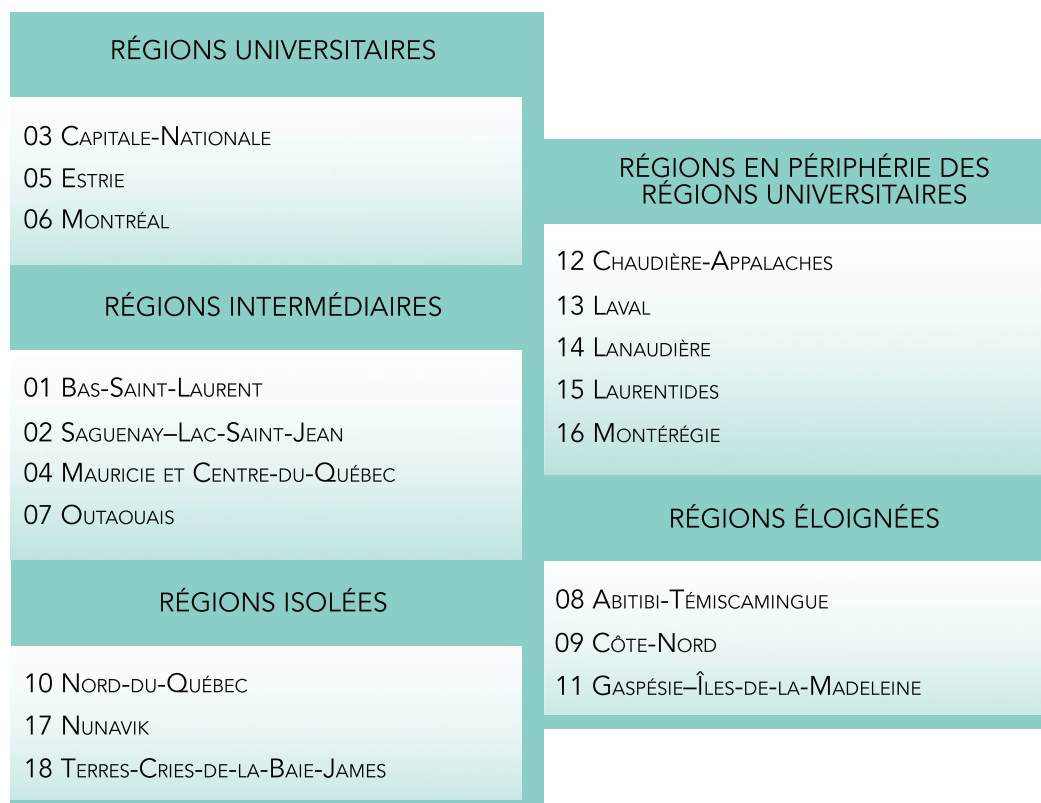 RÉGIONS UNIVERSITAIRES
03 Capitale-Nationale
05 Estrie
06 Montréal
RÉGIONS INTERMÉDIAIRES
01 Bas-Saint-Laurent
02 Saguenay–Lac-Saint-Jean
04 Mauricie et Centre-du-Québec
07 Outaouais
RÉGIONS ISOLÉES
10 Nord-du-Québec
17 Nunavik
18 Terres-Cries-de-la-Baie-James
RÉGIONS EN PÉRIPHÉRIE DES
RÉGIONS UNIVERSITAIRES
12 Chaudière-Appalaches
13 Laval
14 Lanaudière
15 Laurentides
16 Montérégie
RÉGIONS ÉLOIGNÉES
08 Abitibi-Témiscamingue
09 Côte-Nord
11 Gaspésie–Îles-de-la-Madeleine